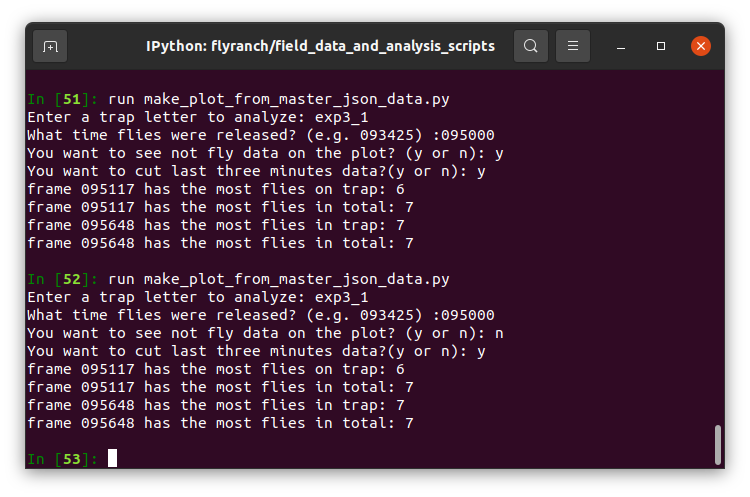 IPython: flyranch/field_data_and_analysis_scripts
In [51]: run make_plot_from_master_json_data.py
Enter a trap letter to analyze: exp3_1
What time flies were released? (e.g. 093425) :095000
You want to see not fly data on the plot? (y or n): y
You want to cut last three minutes data?(y or n): y
frame 095117 has the most flies on trap: 6
frame 095117 has the most flies in total: 7
frame 095648 has the most flies in trap: 7
frame 095648 has the most flies in total: 7
In [52]: run make_plot_from_master_json_data.py
Enter a trap letter to analyze: exp3_1
What time flies were released? (e.g. 093425) :095000
You want to see not fly data on the plot? (y or n): n
You want to cut last three minutes data?(y or n): y
frame 095117 has the most flies on trap: 6
frame 095117 has the most flies in total: 7
frame 095648 has the most flies in trap: 7
frame 095648 has the most flies in total: 7
In [53]: